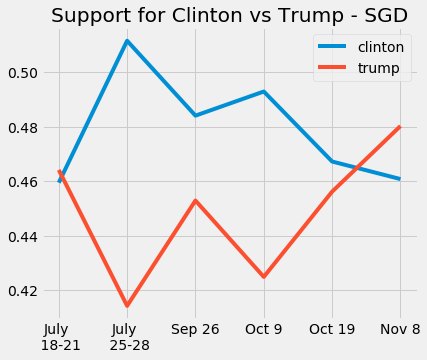 Support for Clinton vs Trump - SGD
clinton
trump
0.50
0.48
0.46
0.44
0.42
July
18-21
July
25-28
Sep 26
Oct 9
Oct 19
Nov 8